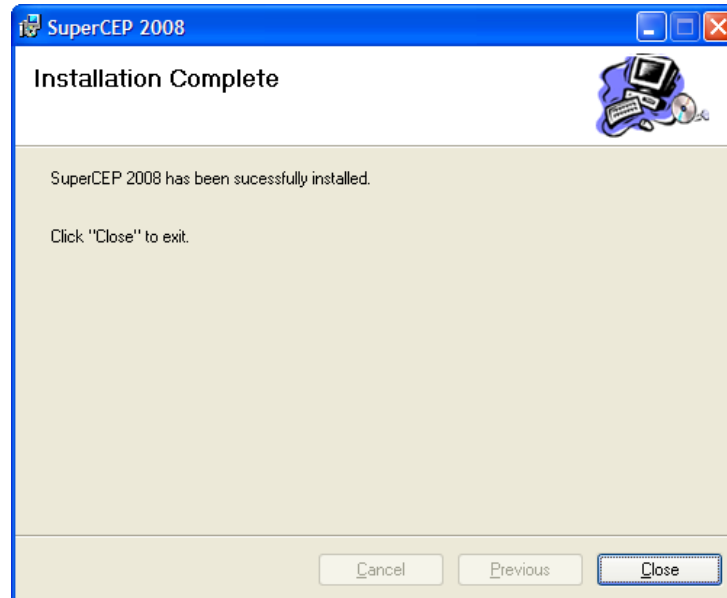 SuperCEP 2008
Installation Complete
SuperCEP 2008 has been sucessfully installed.
Click "Close" to exit.
Cancel
Previous
Close